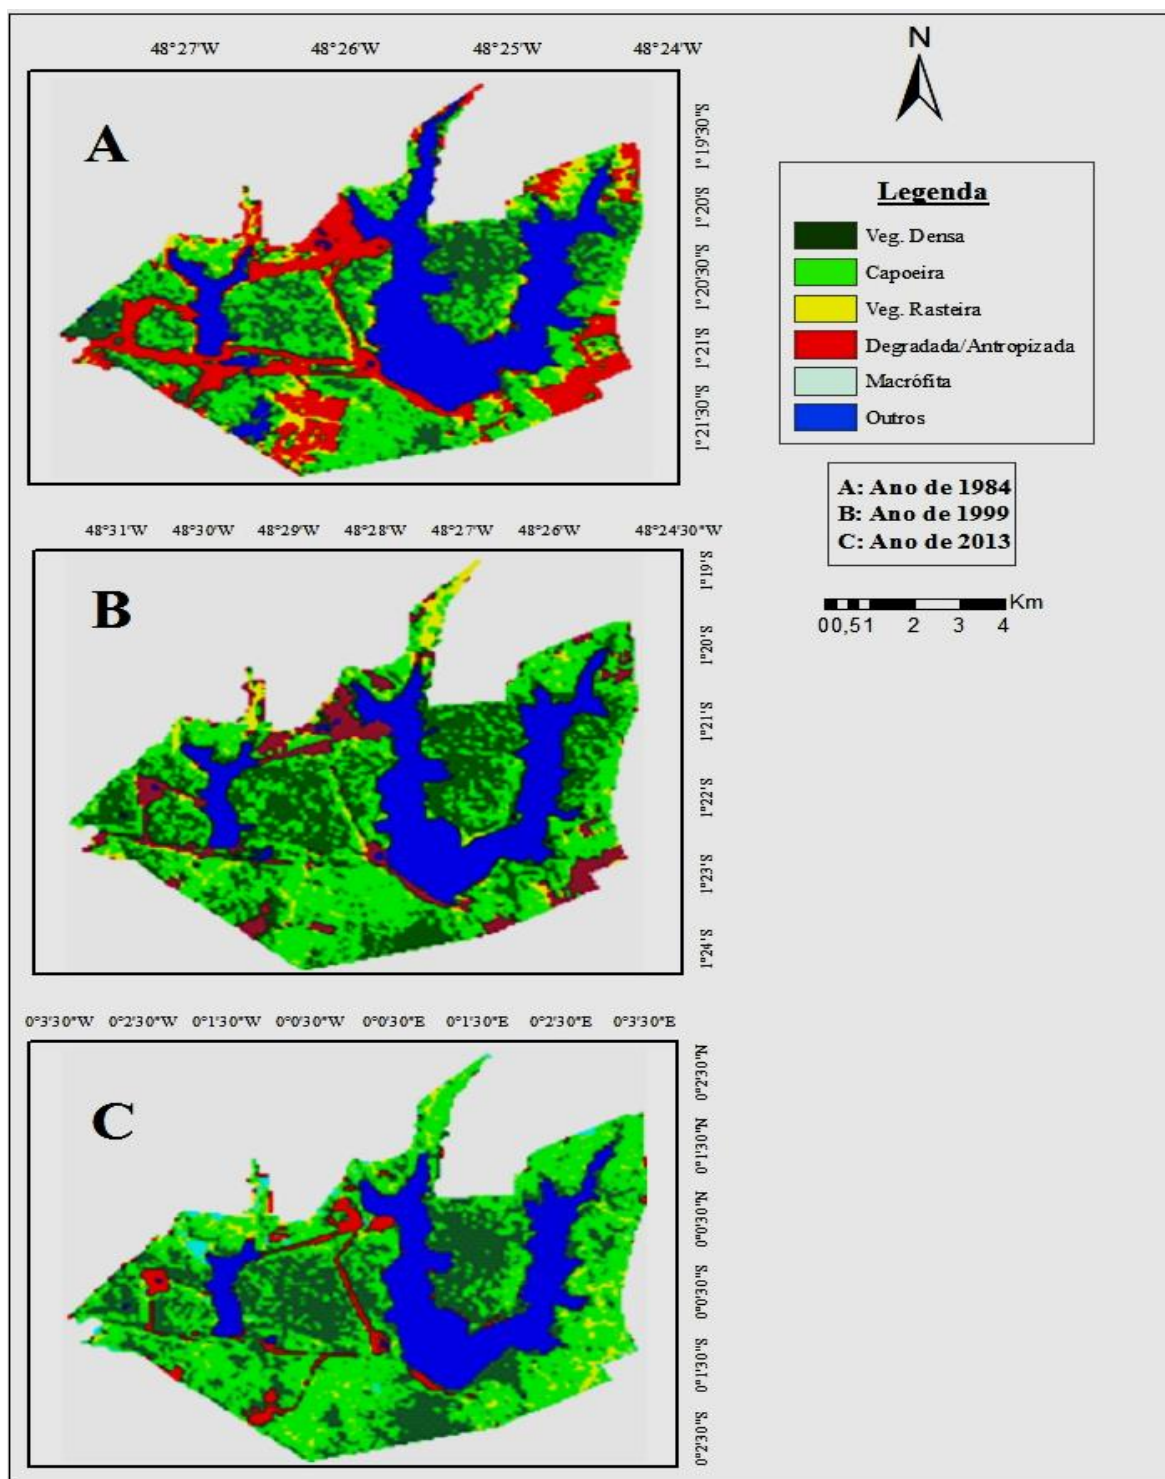 48°27'W 48°26'W 48°25'W 48°24'W
A
1°19'30"S
1°20'S
1°20'30"S
1°21'S
1°21'30"S
N
Legenda
Veg. Densa
Capoeira
Veg. Rasteira
Degradada/Antropizada
Macrófita
Outros
A: Ano de 1984
B: Ano de 1999
C: Ano de 2013
Km
0 0,5 1 2 3 4
48°31'W 48°30'W 48°29'W 48°28'W 48°27'W 48°26'W 48°24'30"W
B
1°19'S
1°20'S
1°21'S
1°22'S
1°23'S
1°24'S
0°3'30"W 0°2'30"W 0°1'30"W 0°0'30"W 0°0'30"E 0°1'30"E 0°2'30"E 0°3'30"E
C
0°2'30"N
0°1'30"N
0°0'30"N
0°0'30"S
0°1'30"S
0°2'30"S